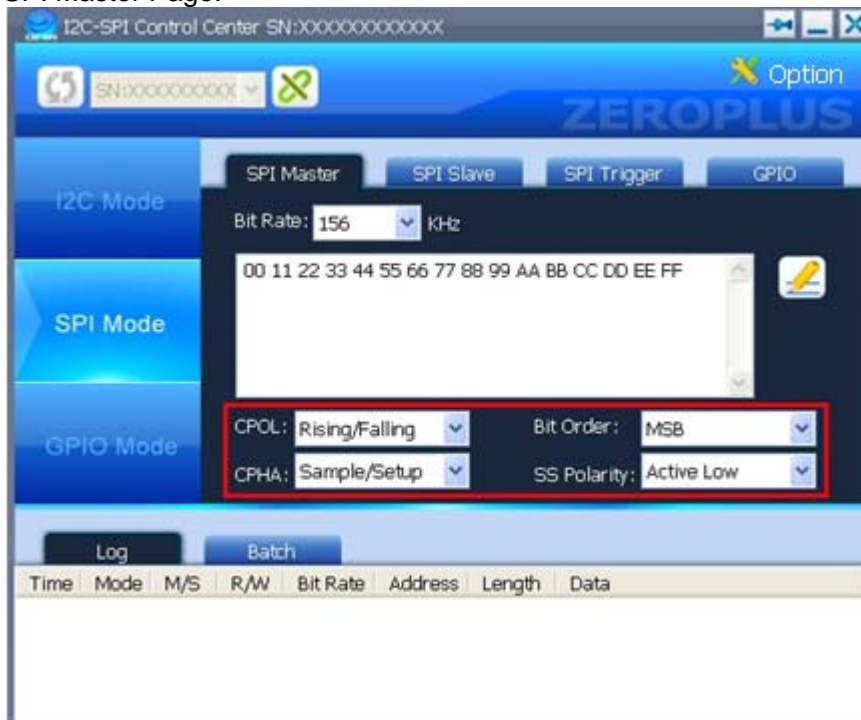 SPI Master Page:
I2C-SPI Control Center SN:XXXXXXXXXXXX
SN:XXXXXXXXX
Option
ZEROPLUS
I2C Mode
SPI Mode
GPIO Mode
SPI Master SPI Slave SPI Trigger GPIO
Bit Rate: 156 KHz
00 11 22 33 44 55 66 77 88 99 AA BB CC DD EE FF
CPOL: Rising/Falling Bit Order: MSB
CPHA: Sample/Setup SS Polarity: Active Low
Log Batch
Time Mode M/S R/W Bit Rate Address Length Data